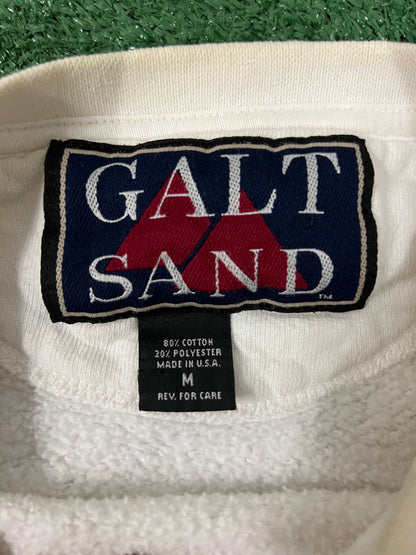 GALT
SAND
TM
80% COTTON
20% POLYESTER
MADE IN U.S.A.
M
REV. FOR CARE